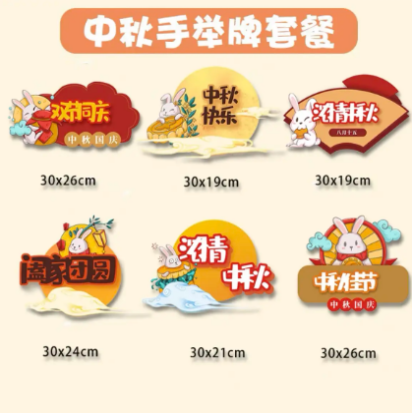 中秋手举牌套餐
双节同庆
中秋国庆
30x26cm
中秋
快乐
30x19cm
浓情中秋
八月十五
30x19cm
阖家团圆
30x24cm
浓情
中秋
30x21cm
中秋佳节
中秋国庆
30x26cm